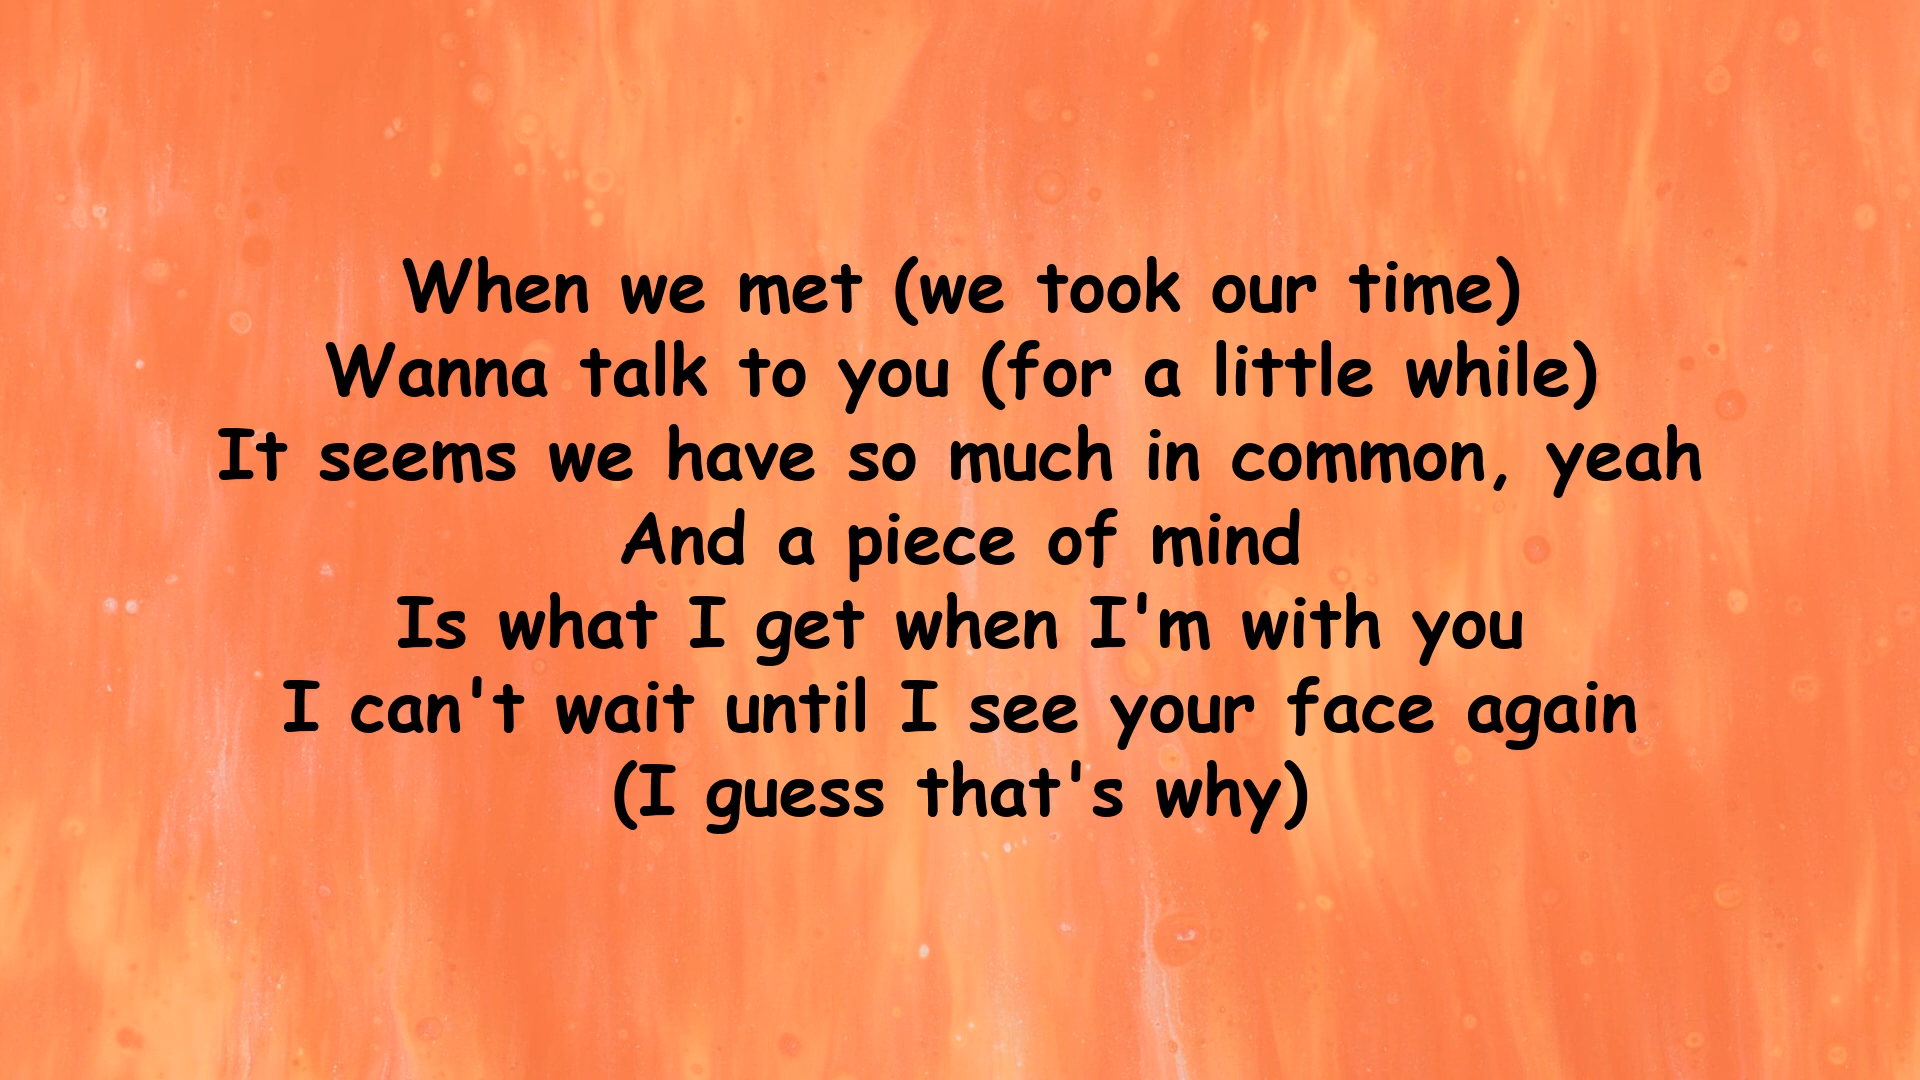 When we met (we took our time)
Wanna talk to you (for a little while)
It seems we have so much in common, yeah
And a piece of mind
Is what I get when I'm with you
I can't wait until I see your face again
(I guess that's why)